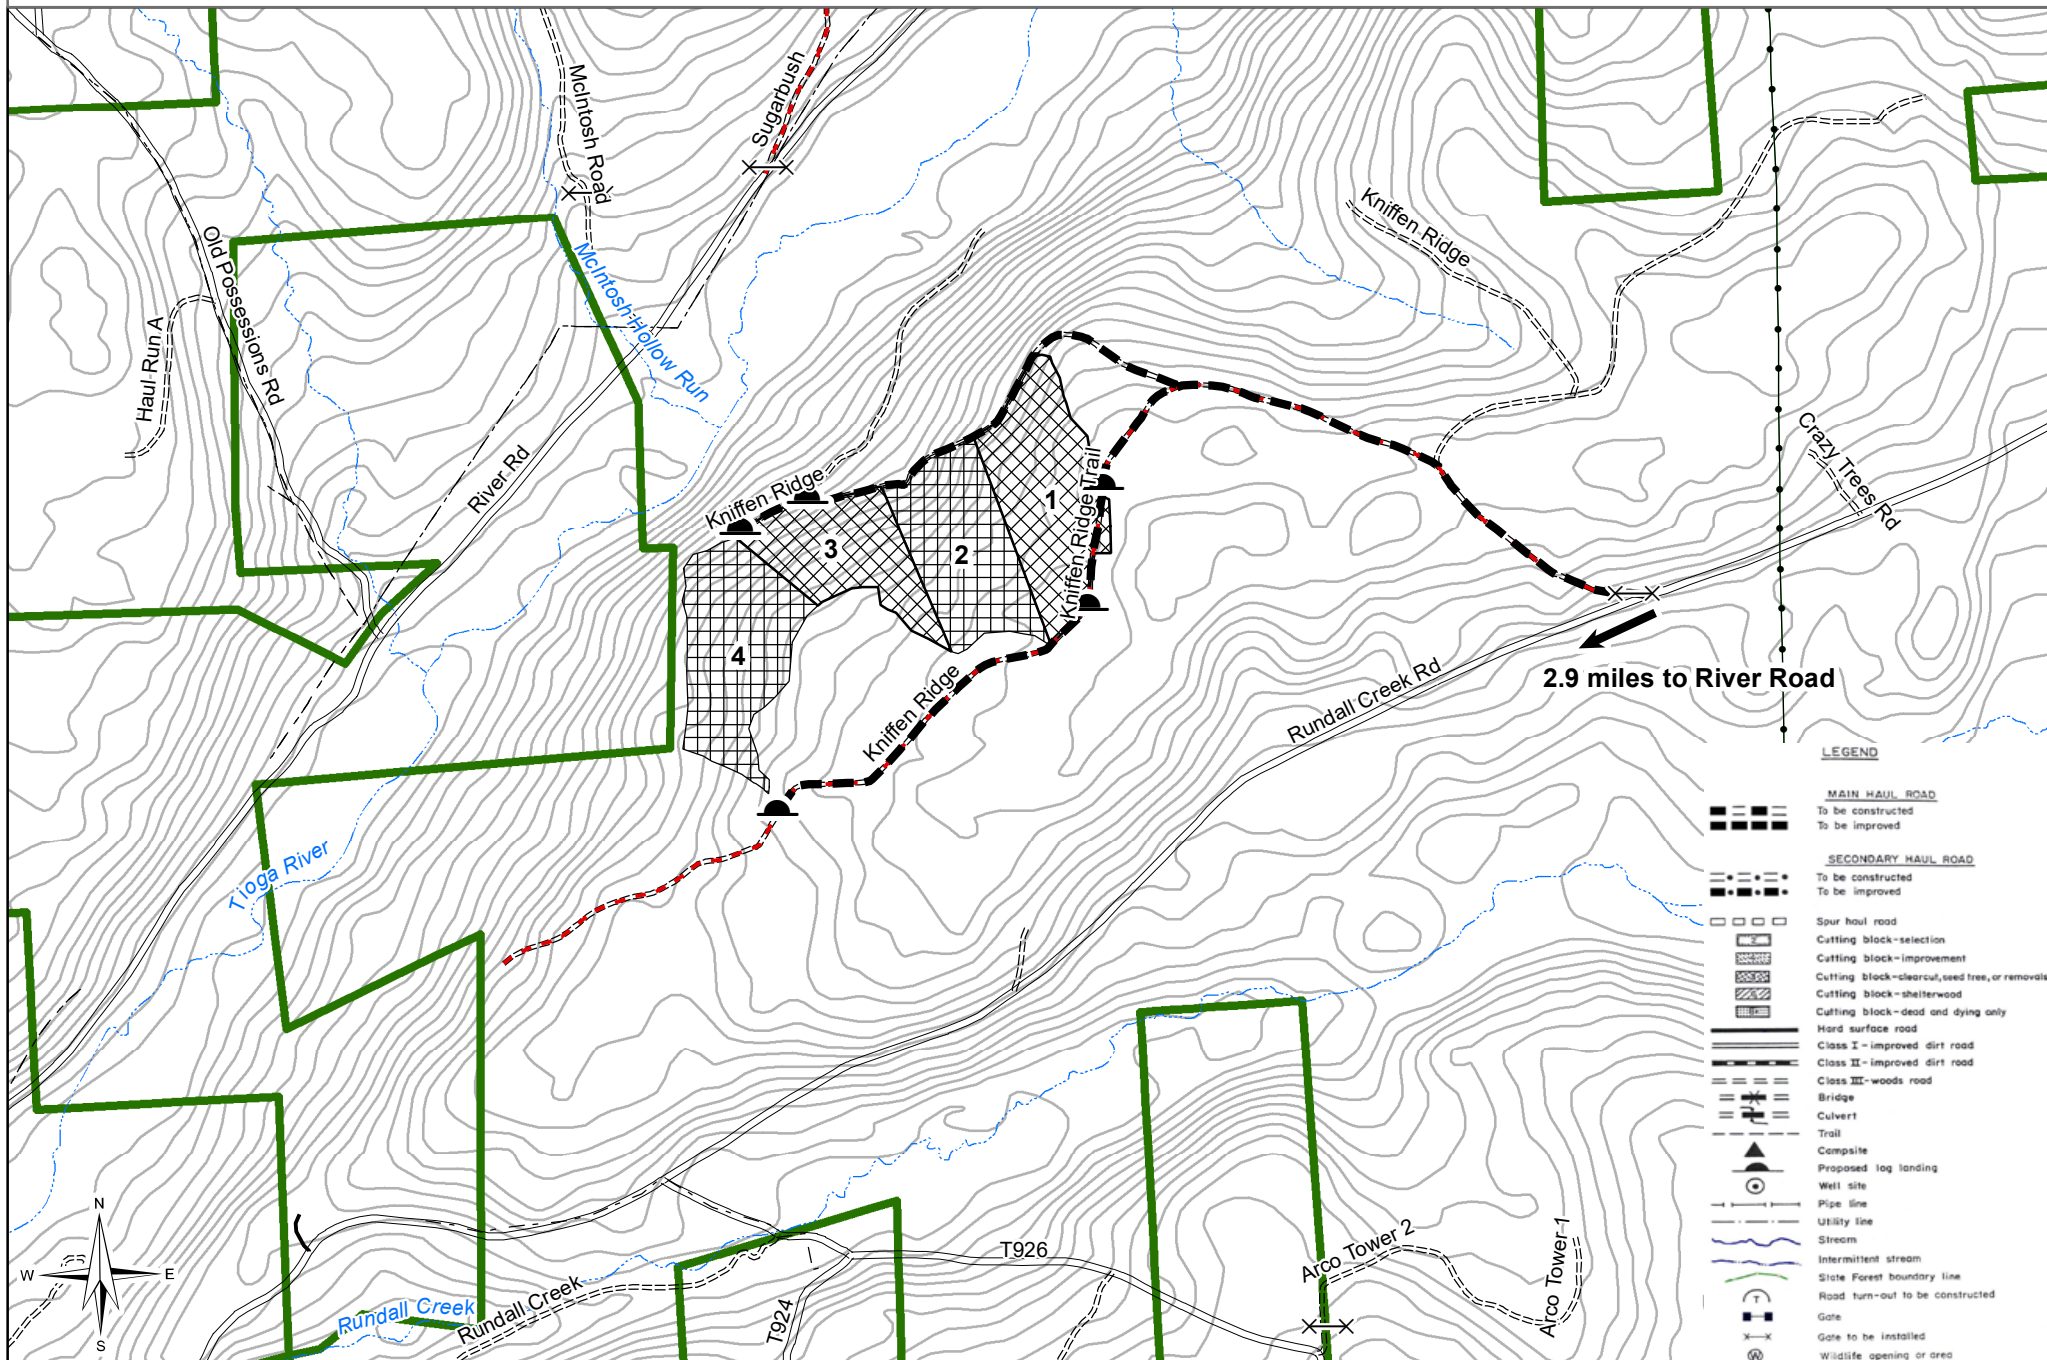 McIntosh Road
Sugarbush
Kniffen Ridge
Old Possessions Rd
McIntosh Hollow Run
Haul Run A
River Rd
Crazy Trees Rd
Kniffen Ridge
Kniffen Ridge Trail
1
2
3
4
Kniffen Ridge
2.9 miles to River Road
Rundall Creek Rd
Tioga River
T926
T924
Arco Tower 2
Arco Tower 1
Rundall Creek
Rundall Creek
N
W
E
S
LEGEND
MAIN HAUL ROAD
To be constructed
To be improved
SECONDARY HAUL ROAD
To be constructed
To be improved
Spur haul road
Cutting block-selection
Cutting block-improvement
Cutting block-clearcut, seed tree, or removals
Cutting block-shelterwood
Cutting block-dead and dying only
Hard surface road
Class I-improved dirt road
Class II-improved dirt road
Class III-woods road
Bridge
Culvert
Trail
Campsite
Proposed log landing
Well site
Pipe line
Utility line
Stream
Intermittent stream
State Forest boundary line
T
Road turn-out to be constructed
Gate
Gate to be installed
W
Wildlife opening or area